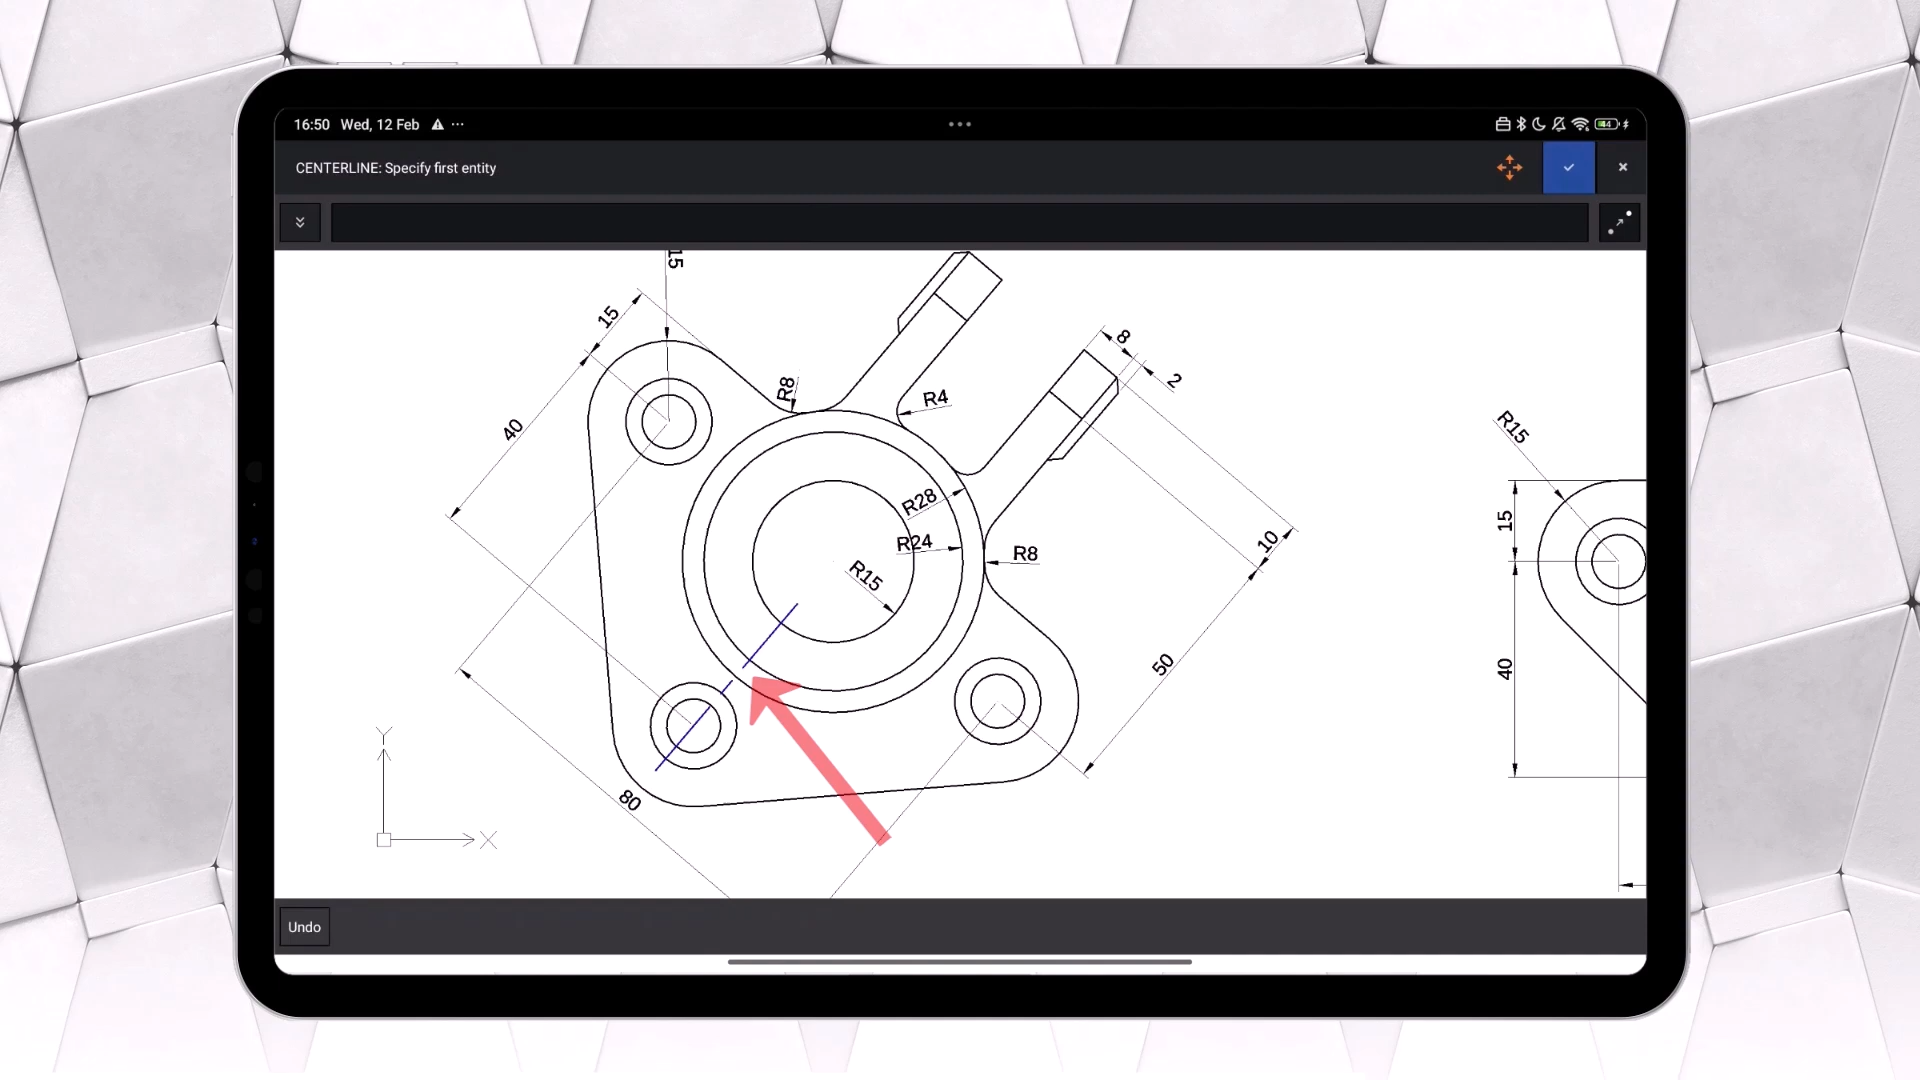 16:50 Wed, 12 Feb ...
44
CENTERLINE: Specify first entity
15
15
8
2
R8
R4
40
R15
R28
15
R24
R8
10
R15
50
40
Y
80
X
Undo